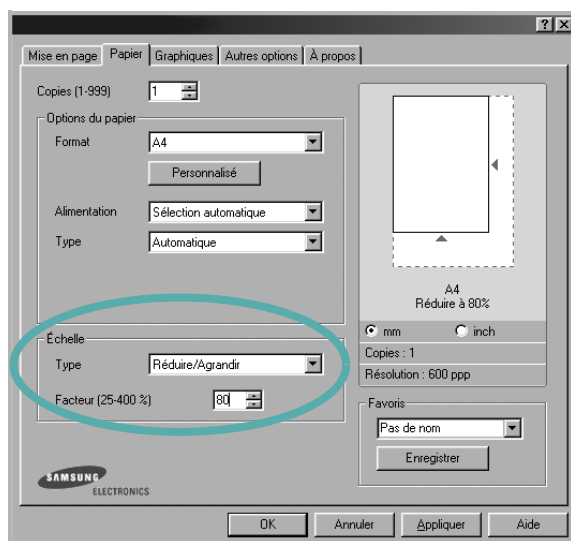 Mise en page Papier Graphiques Autres options À propos
Copies (1-999) 1
Options du papier
Format A4
Personnalisé
Alimentation Sélection automatique
Type Automatique
A4
Réduire à 80%
mm inch
Copies : 1
Résolution : 600 ppp
Échelle
Type Réduire/Agrandir
Facteur (25-400 %) 80
Favoris
Pas de nom
Enregistrer
SAMSUNG
ELECTRONICS
OK Annuler Appliquer Aide